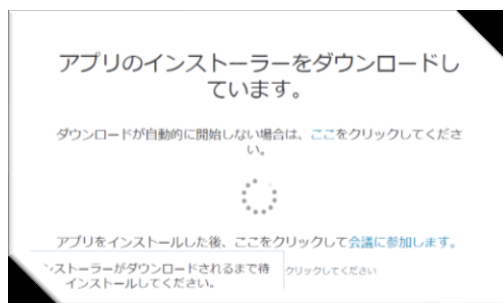 アプリのインストーラーをダウンロードし
ています。
ダウンロードが自動的に開始しない場合は、ここをクリックしてくださ
い。
アプリをインストールした後、ここをクリックして会議に参加します。
ンストーラーがダウンロードされるまで待
クリックしてください
インストールしてください。